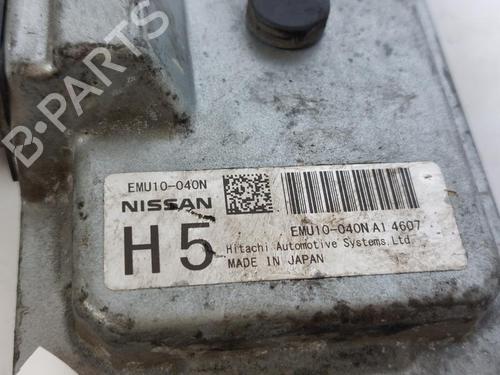 B-PARTS
EMU10-040N
NISSAN
H5
EMU10-040N A1 4607
Hitachi Automotive Systems,Ltd.
MADE IN JAPAN